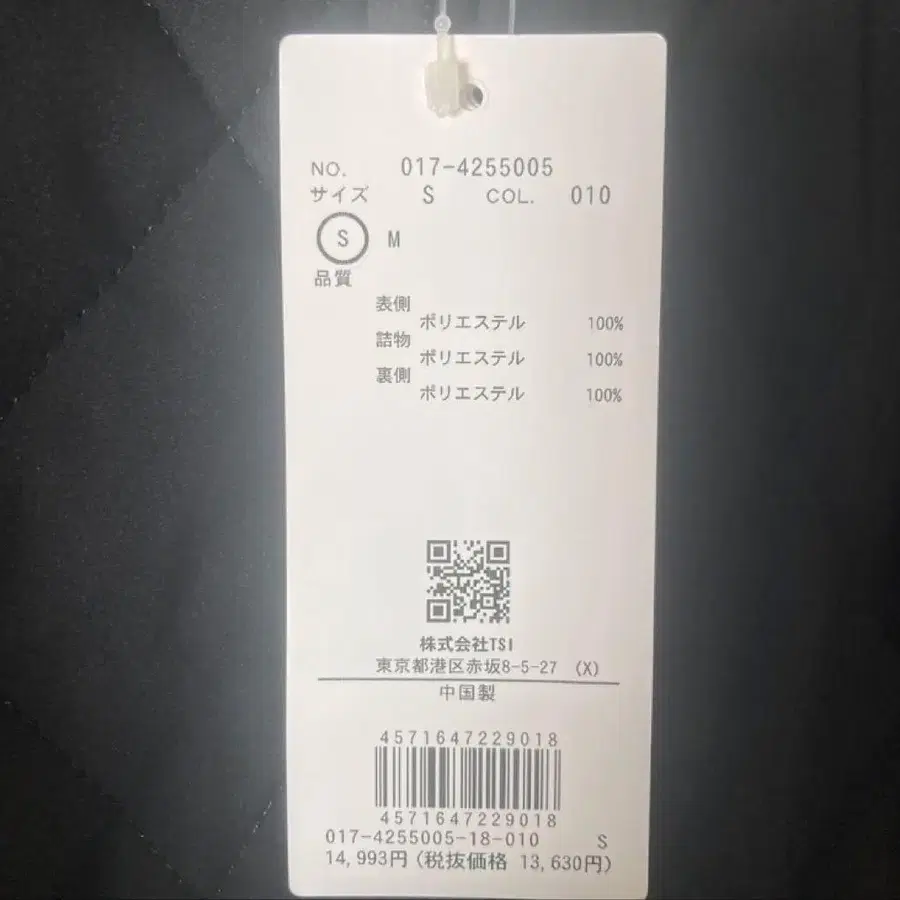 NO. 017-4255005
サイズ S COL. 010
S M
品質
表側
ポリエステル 100%
詰物
ポリエステル 100%
裏側
ポリエステル 100%
株式会社TSI
東京都港区赤坂8-5-27 (X)
中国製
4571647229018
4571647229018
017-4255005-18-010 S
14,993円(税抜価格 13,630円)